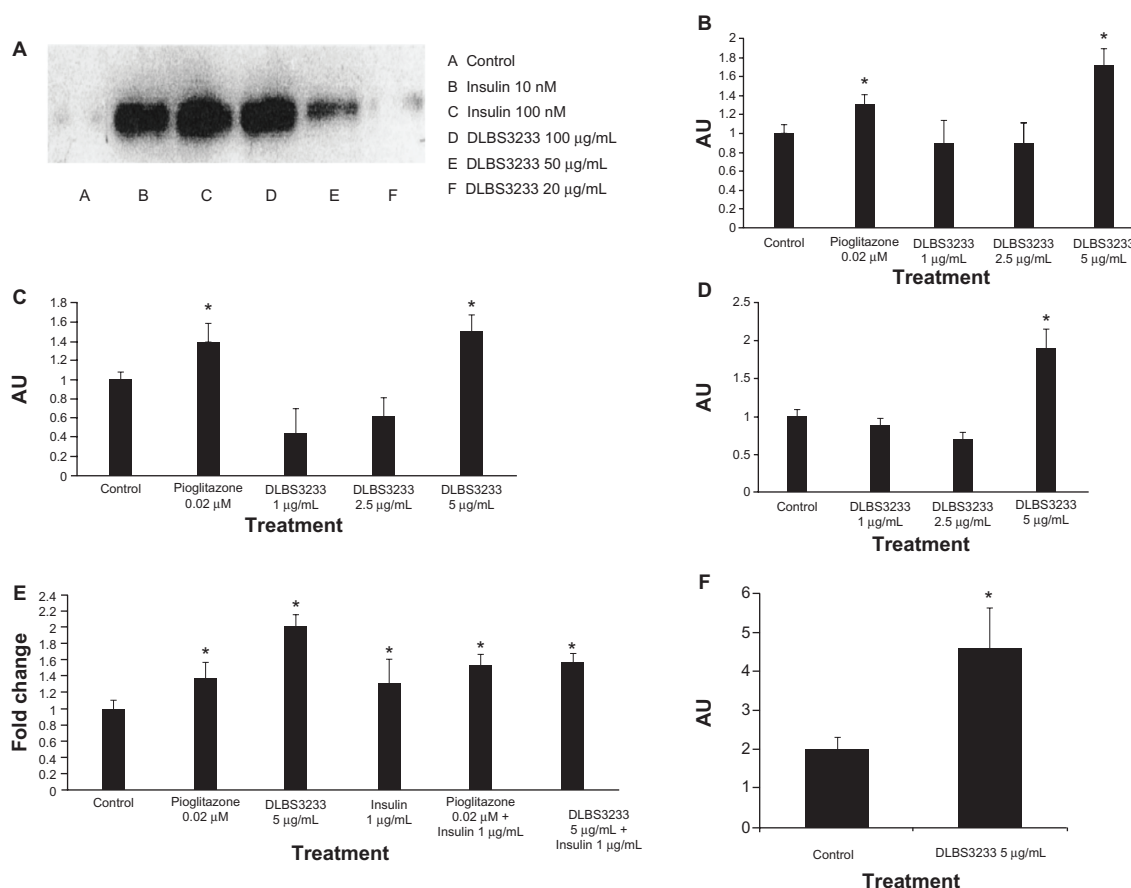 A
A Control
B Insulin 10 nM
C Insulin 100 nM
D DLBS3233 100 µg/mL
E DLBS3233 50 µg/mL
F DLBS3233 20 µg/mL
A B C D E F
B
AU
2
1.8
1.6
1.4
1.2
1
0.8
0.6
0.4
0.2
0
*
*
Control
Pioglitazone
0.02 µM
DLBS3233
1 µg/mL
DLBS3233
2.5 µg/mL
DLBS3233
5 µg/mL
Treatment
C
AU
1.8
1.6
1.4
1.2
1
0.8
0.6
0.4
0.2
0
*
*
Control
Pioglitazone
0.02 µM
DLBS3233
1 µg/mL
DLBS3233
2.5 µg/mL
DLBS3233
5 µg/mL
Treatment
D
AU
2.5
2
1.5
1
0.5
0
*
Control
DLBS3233
1 µg/mL
DLBS3233
2.5 µg/mL
DLBS3233
5 µg/mL
Treatment
E
Fold change
2.4
2.2
2
1.8
1.6
1.4
1.2
1
0.8
0.6
0.4
0.2
0
*
*
*
*
*
Control
Pioglitazone
0.02 µM
DLBS3233
5 µg/mL
Insulin
1 µg/mL
Pioglitazone
0.02 µM +
Insulin 1 µg/mL
DLBS3233
5 µg/mL +
Insulin 1 µg/mL
Treatment
F
AU
6
5
4
3
2
1
0
*
Control
DLBS3233 5 µg/mL
Treatment